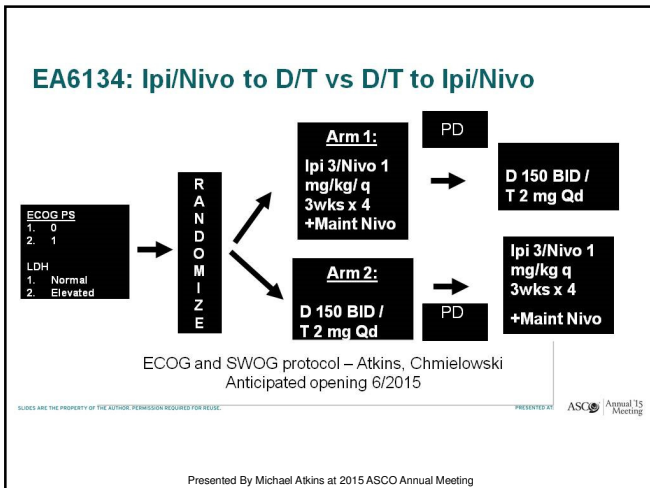 EA6134: Ipi/Nivo to D/T vs D/T to Ipi/Nivo
ECOG PS
1. 0
2. 1
LDH
1. Normal
2. Elevated
RANDOMIZE
Arm 1:
Ipi 3/Nivo 1
mg/kg/ q
3wks x 4
+Maint Nivo
PD
D 150 BID /
T 2 mg Qd
Arm 2:
D 150 BID /
T 2 mg Qd
PD
Ipi 3/Nivo 1
mg/kg q
3wks x 4
+Maint Nivo
ECOG and SWOG protocol – Atkins, Chmielowski
Anticipated opening 6/2015
SLIDES ARE THE PROPERTY OF THE AUTHOR. PERMISSION REQUIRED FOR REUSE.
PRESENTED AT:
ASCO Annual '15
Meeting
Presented By Michael Atkins at 2015 ASCO Annual Meeting